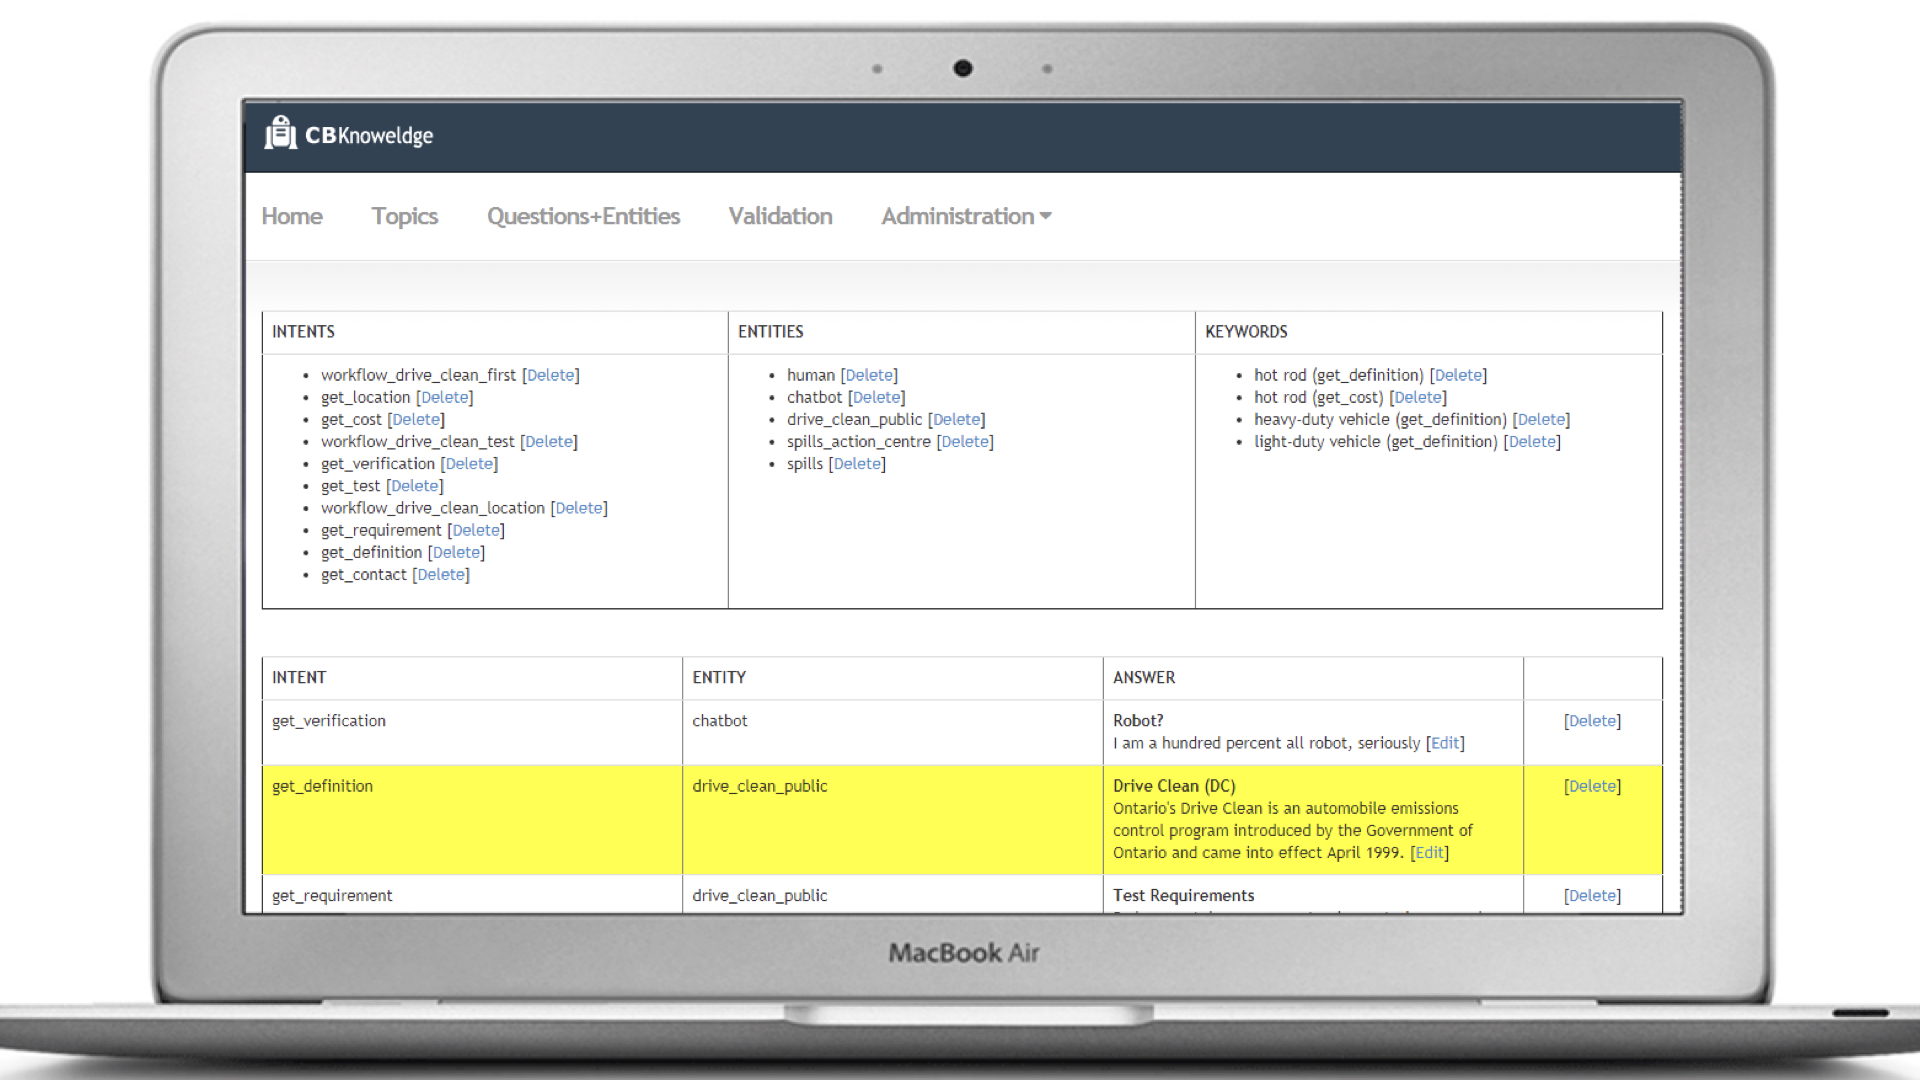 CBKnoweldge
Home Topics Questions+Entities Validation Administration
INTENTS ENTITIES KEYWORDS
workflow_drive_clean_first [Delete]
get_location [Delete]
get_cost [Delete]
workflow_drive_clean_test [Delete]
get_verification [Delete]
get_test [Delete]
workflow_drive_clean_location [Delete]
get_requirement [Delete]
get_definition [Delete]
get_contact [Delete]
human [Delete]
chatbot [Delete]
drive_clean_public [Delete]
spills_action_centre [Delete]
spills [Delete]
hot rod (get_definition) [Delete]
hot rod (get_cost) [Delete]
heavy-duty vehicle (get_definition) [Delete]
light-duty vehicle (get_definition) [Delete]
INTENT ENTITY ANSWER
get_verification chatbot Robot? [Delete]
I am a hundred percent all robot, seriously [Edit]
get_definition drive_clean_public Drive Clean (DC) [Delete]
Ontario's Drive Clean is an automobile emissions
control program introduced by the Government of
Ontario and came into effect April 1999. [Edit]
get_requirement drive_clean_public Test Requirements [Delete]
MacBook Air